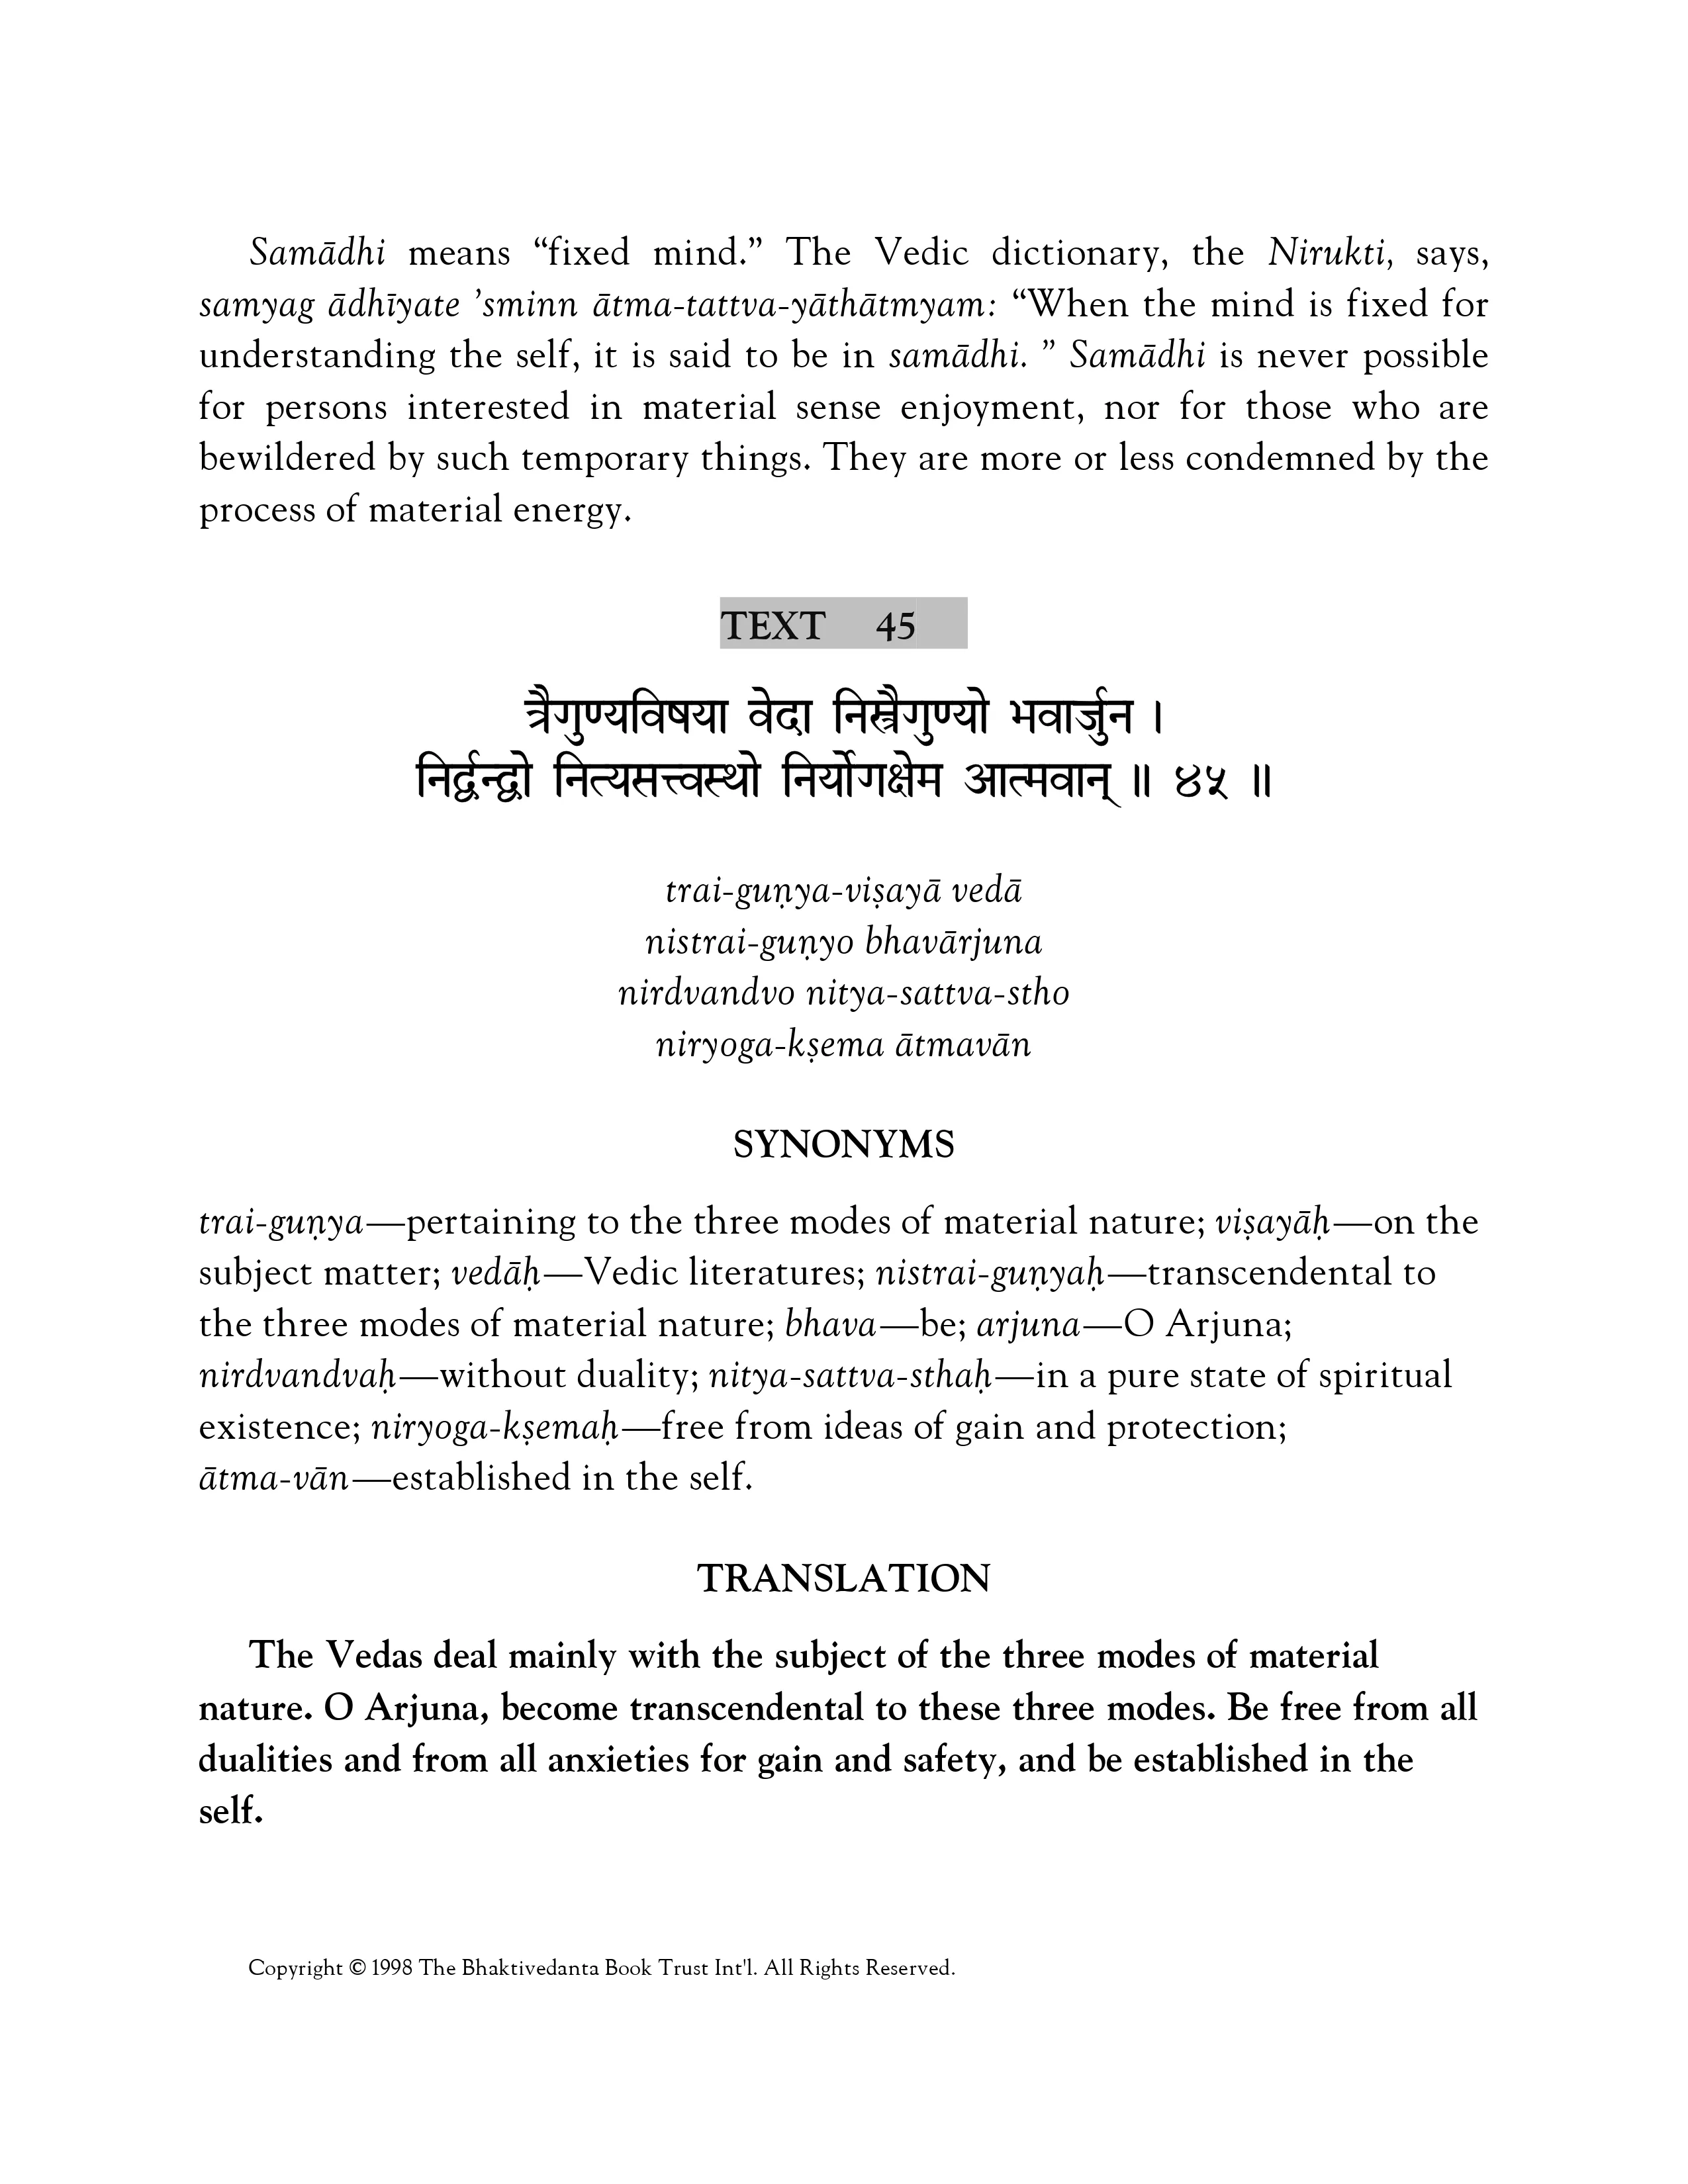 Samādhi means “fixed mind.” The Vedic dictionary, the Nirukti, says,
samyag ādhīyate ’sminn ātma-tattva-yāthātmyam: “When the mind is fixed for
understanding the self, it is said to be in samādhi. ” Samādhi is never possible
for persons interested in material sense enjoyment, nor for those who are
bewildered by such temporary things. They are more or less condemned by the
process of material energy.
TEXT 45
त्रैगुण्यविषया वेदा निस्त्रैगुण्यो भवार्जुन ।
निर्द्वन्द्वो नित्यसत्त्वस्थो निर्योगक्षेम आत्मवान् ॥ ४५ ॥
trai-guṇya-viṣayā vedā
nistrai-guṇyo bhavārjuna
nirdvandvo nitya-sattva-stho
niryoga-kṣema ātmavān
SYNONYMS
trai-guṇya—pertaining to the three modes of material nature; viṣayāḥ—on the
subject matter; vedāḥ—Vedic literatures; nistrai-guṇyaḥ—transcendental to
the three modes of material nature; bhava—be; arjuna—O Arjuna;
nirdvandvaḥ—without duality; nitya-sattva-sthaḥ—in a pure state of spiritual
existence; niryoga-kṣemaḥ—free from ideas of gain and protection;
ātma-vān—established in the self.
TRANSLATION
The Vedas deal mainly with the subject of the three modes of material
nature. O Arjuna, become transcendental to these three modes. Be free from all
dualities and from all anxieties for gain and safety, and be established in the
self.
Copyright © 1998 The Bhaktivedanta Book Trust Int'l. All Rights Reserved.